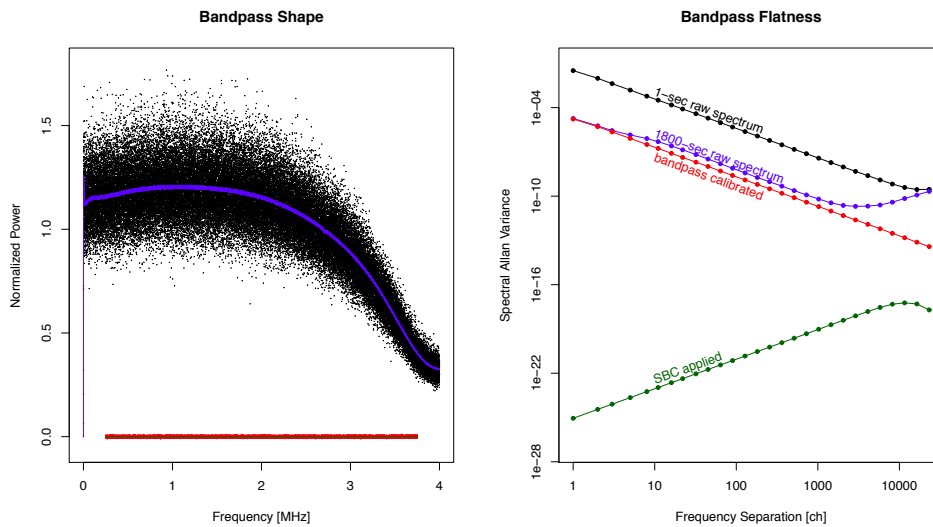 Bandpass Shape
Normalized Power
0.0
0.5
1.0
1.5
0
1
2
3
4
Frequency [MHz]
Bandpass Flatness
Spectral Allan Variance
1e−28
1e−22
1e−16
1e−10
1e−04
1−sec raw spectrum
1800−sec raw spectrum
bandpass calibrated
SBC applied
1
10
100
1000
10000
Frequency Separation [ch]